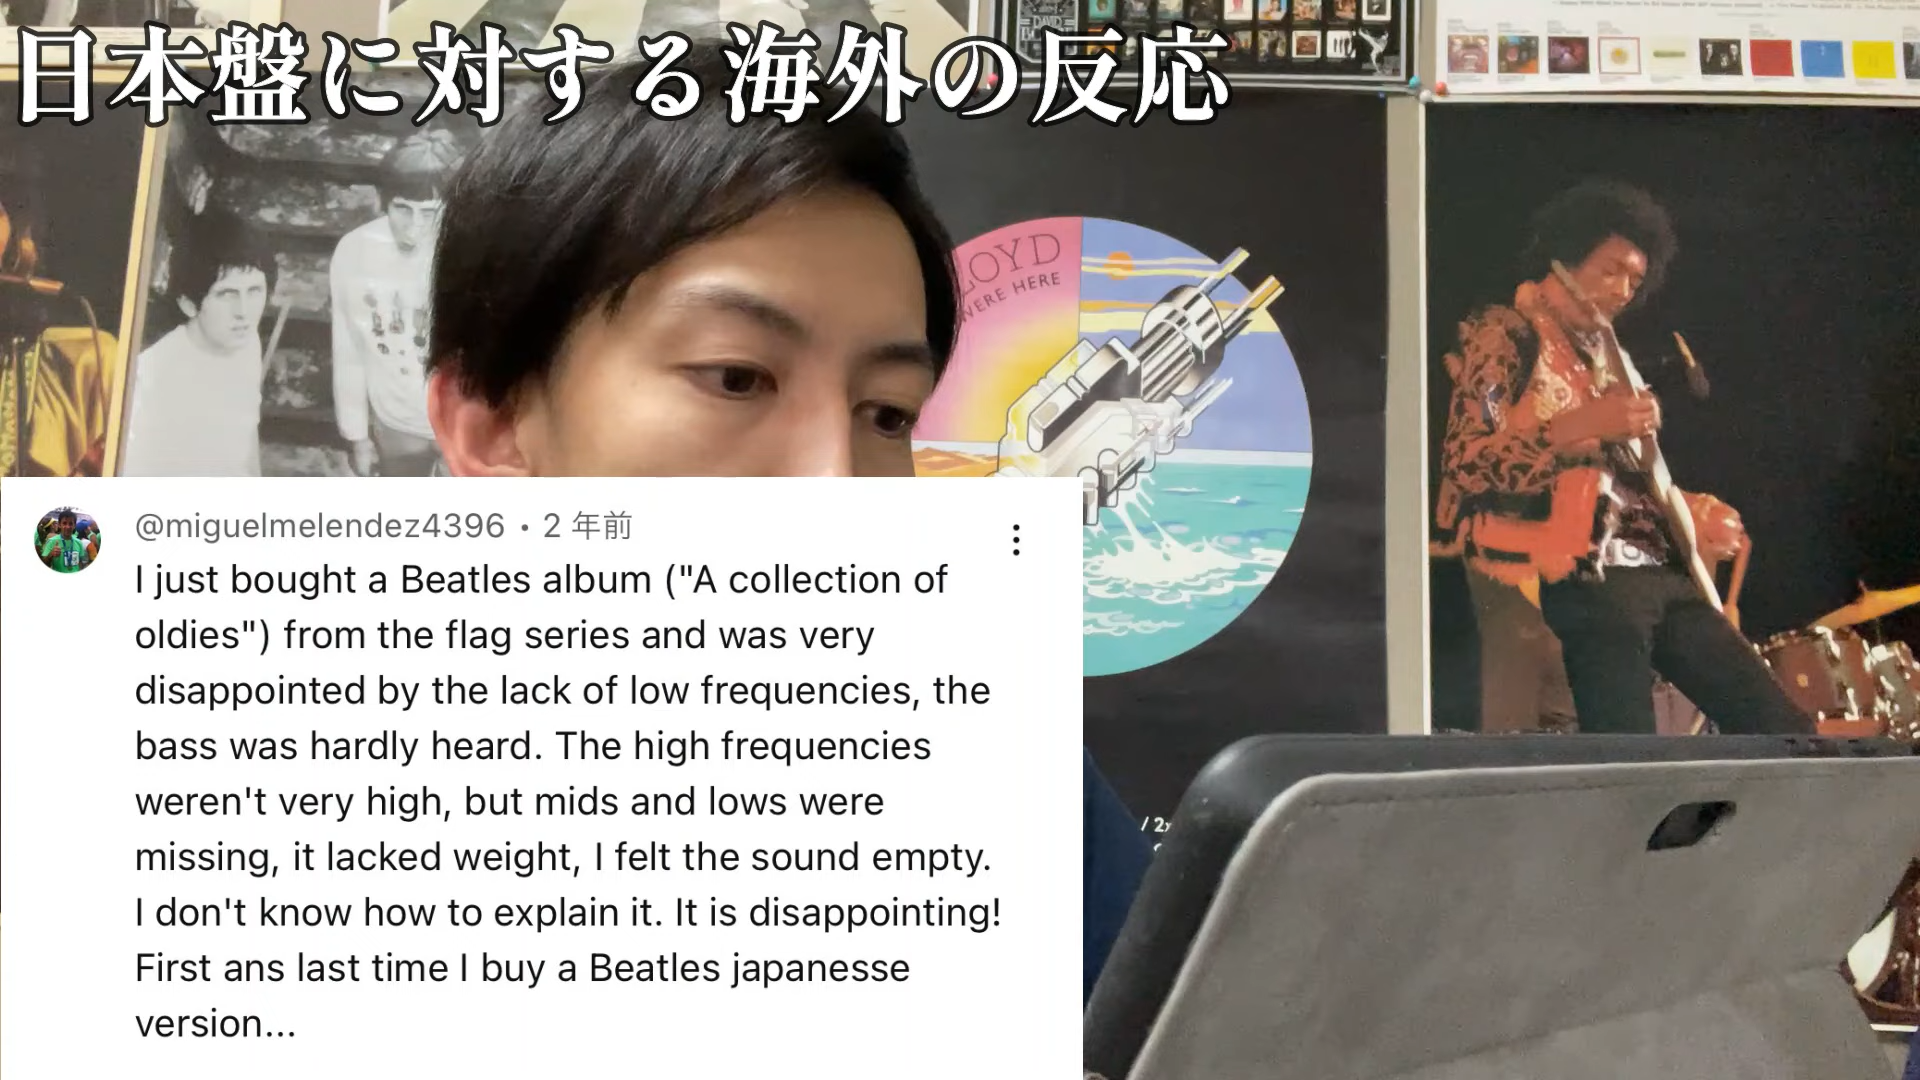 日本盤に対する海外の反応
LOYD
WERE HERE
@miguelmelendez4396 • 2 年前
I just bought a Beatles album ("A collection of
oldies") from the flag series and was very
disappointed by the lack of low frequencies, the
bass was hardly heard. The high frequencies
weren't very high, but mids and lows were
missing, it lacked weight, I felt the sound empty.
I don't know how to explain it. It is disappointing!
First ans last time I buy a Beatles japanesse
version...